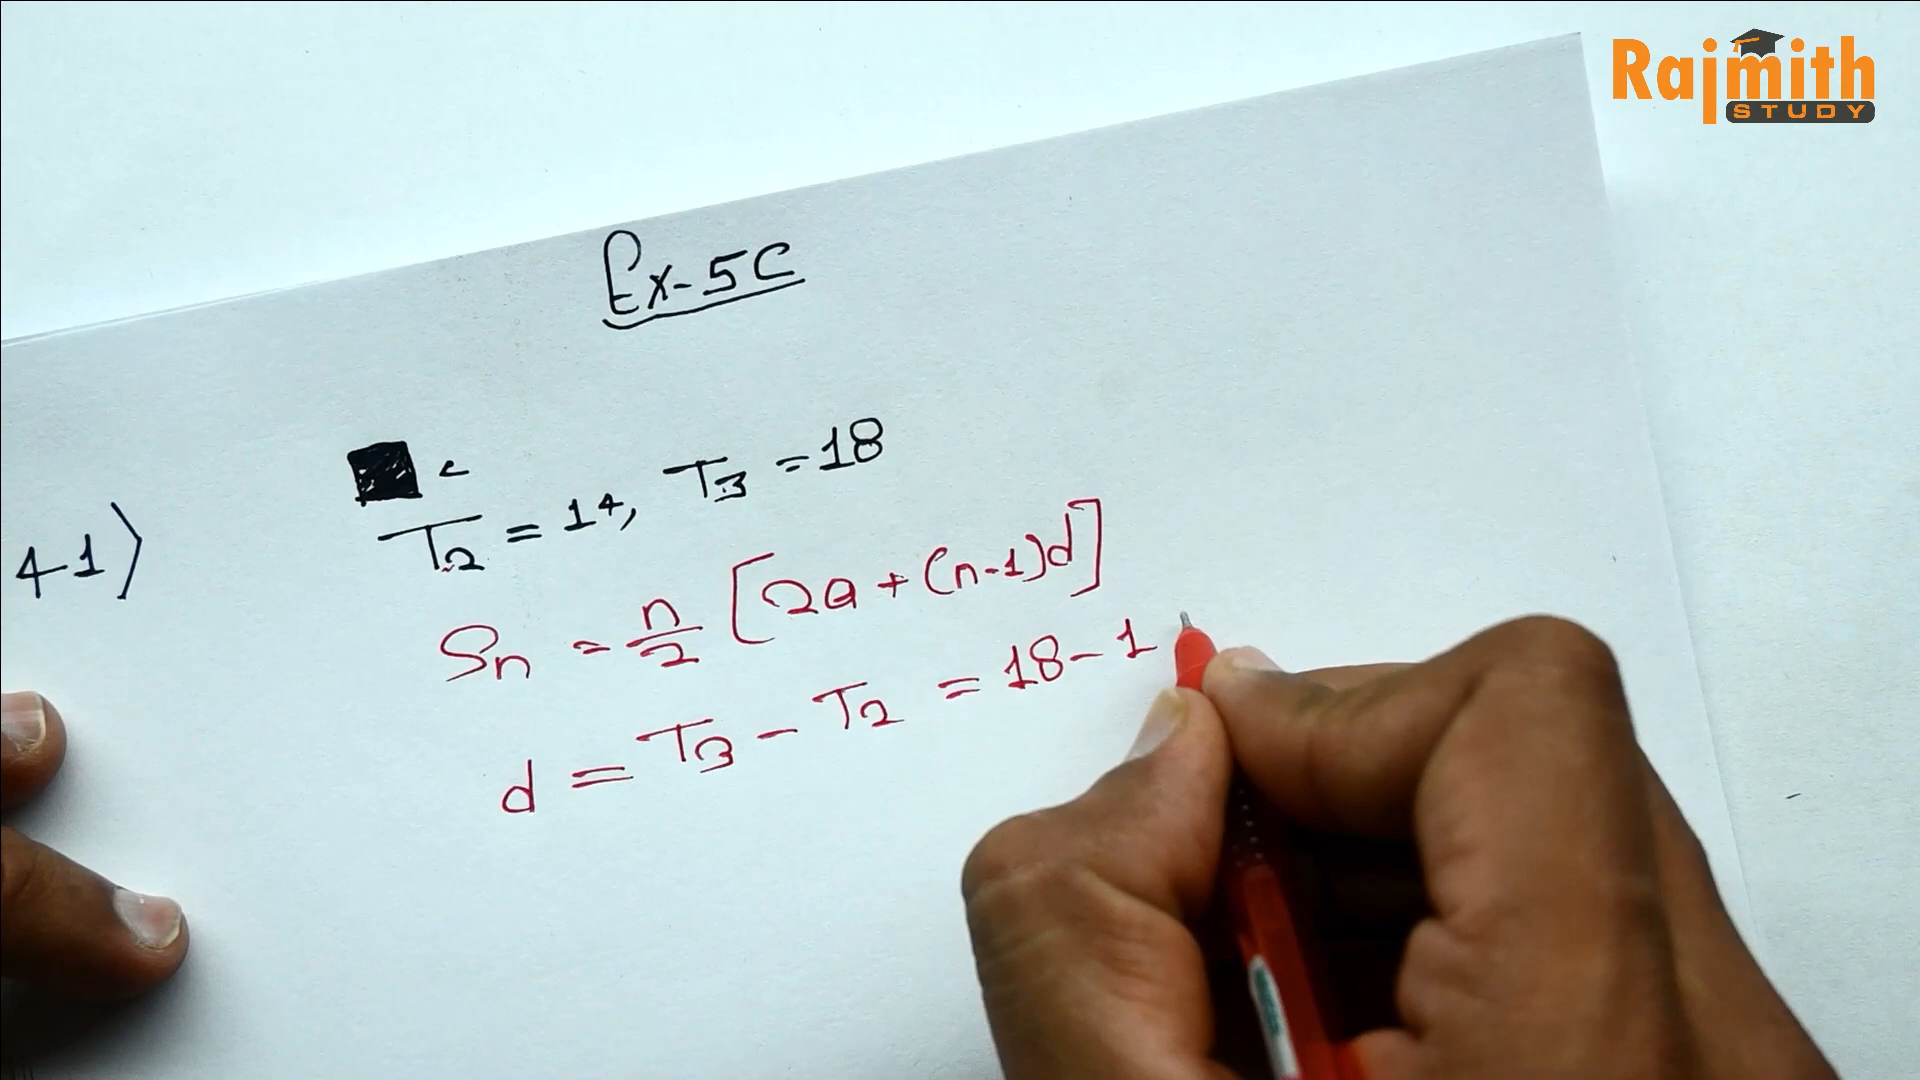 Rajmith
STUDY
Ex-5C
41)
T2 = 14, T3 = 18
Sn = n/2 [2a + (n-1)d]
d = T3 - T2 = 18 - 1